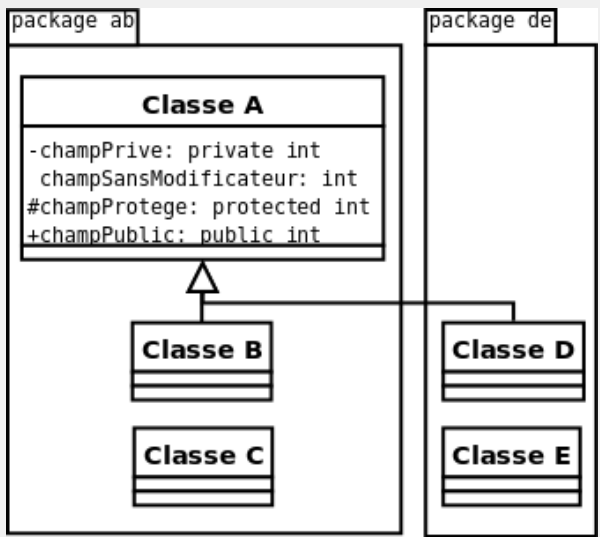 package ab
package de
Classe A
-champPrive: private int
champSansModificateur: int
#champProtege: protected int
+champPublic: public int
Classe B
Classe D
Classe C
Classe E